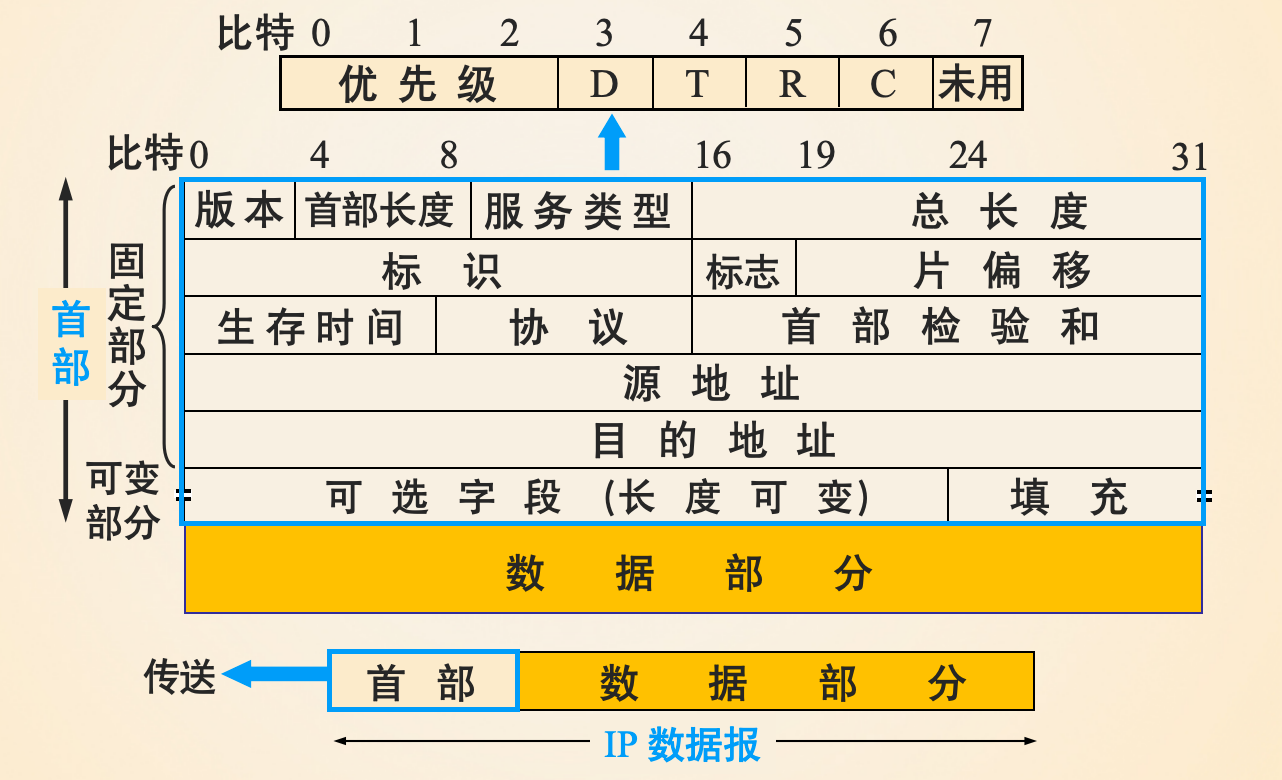 比特 0 1 2 3 4 5 6 7
优先级 D T R C 未用
比特 0 4 8 16 19 24 31
版本 首部长度 服务类型 总长度
标识 标志 片偏移
生存时间 协议 首部检验和
源地址
目的地址
可选字段 (长度可变) 填充
数据部分
首部
固定部分
可变
部分
传送 首部 数据部分
IP 数据报